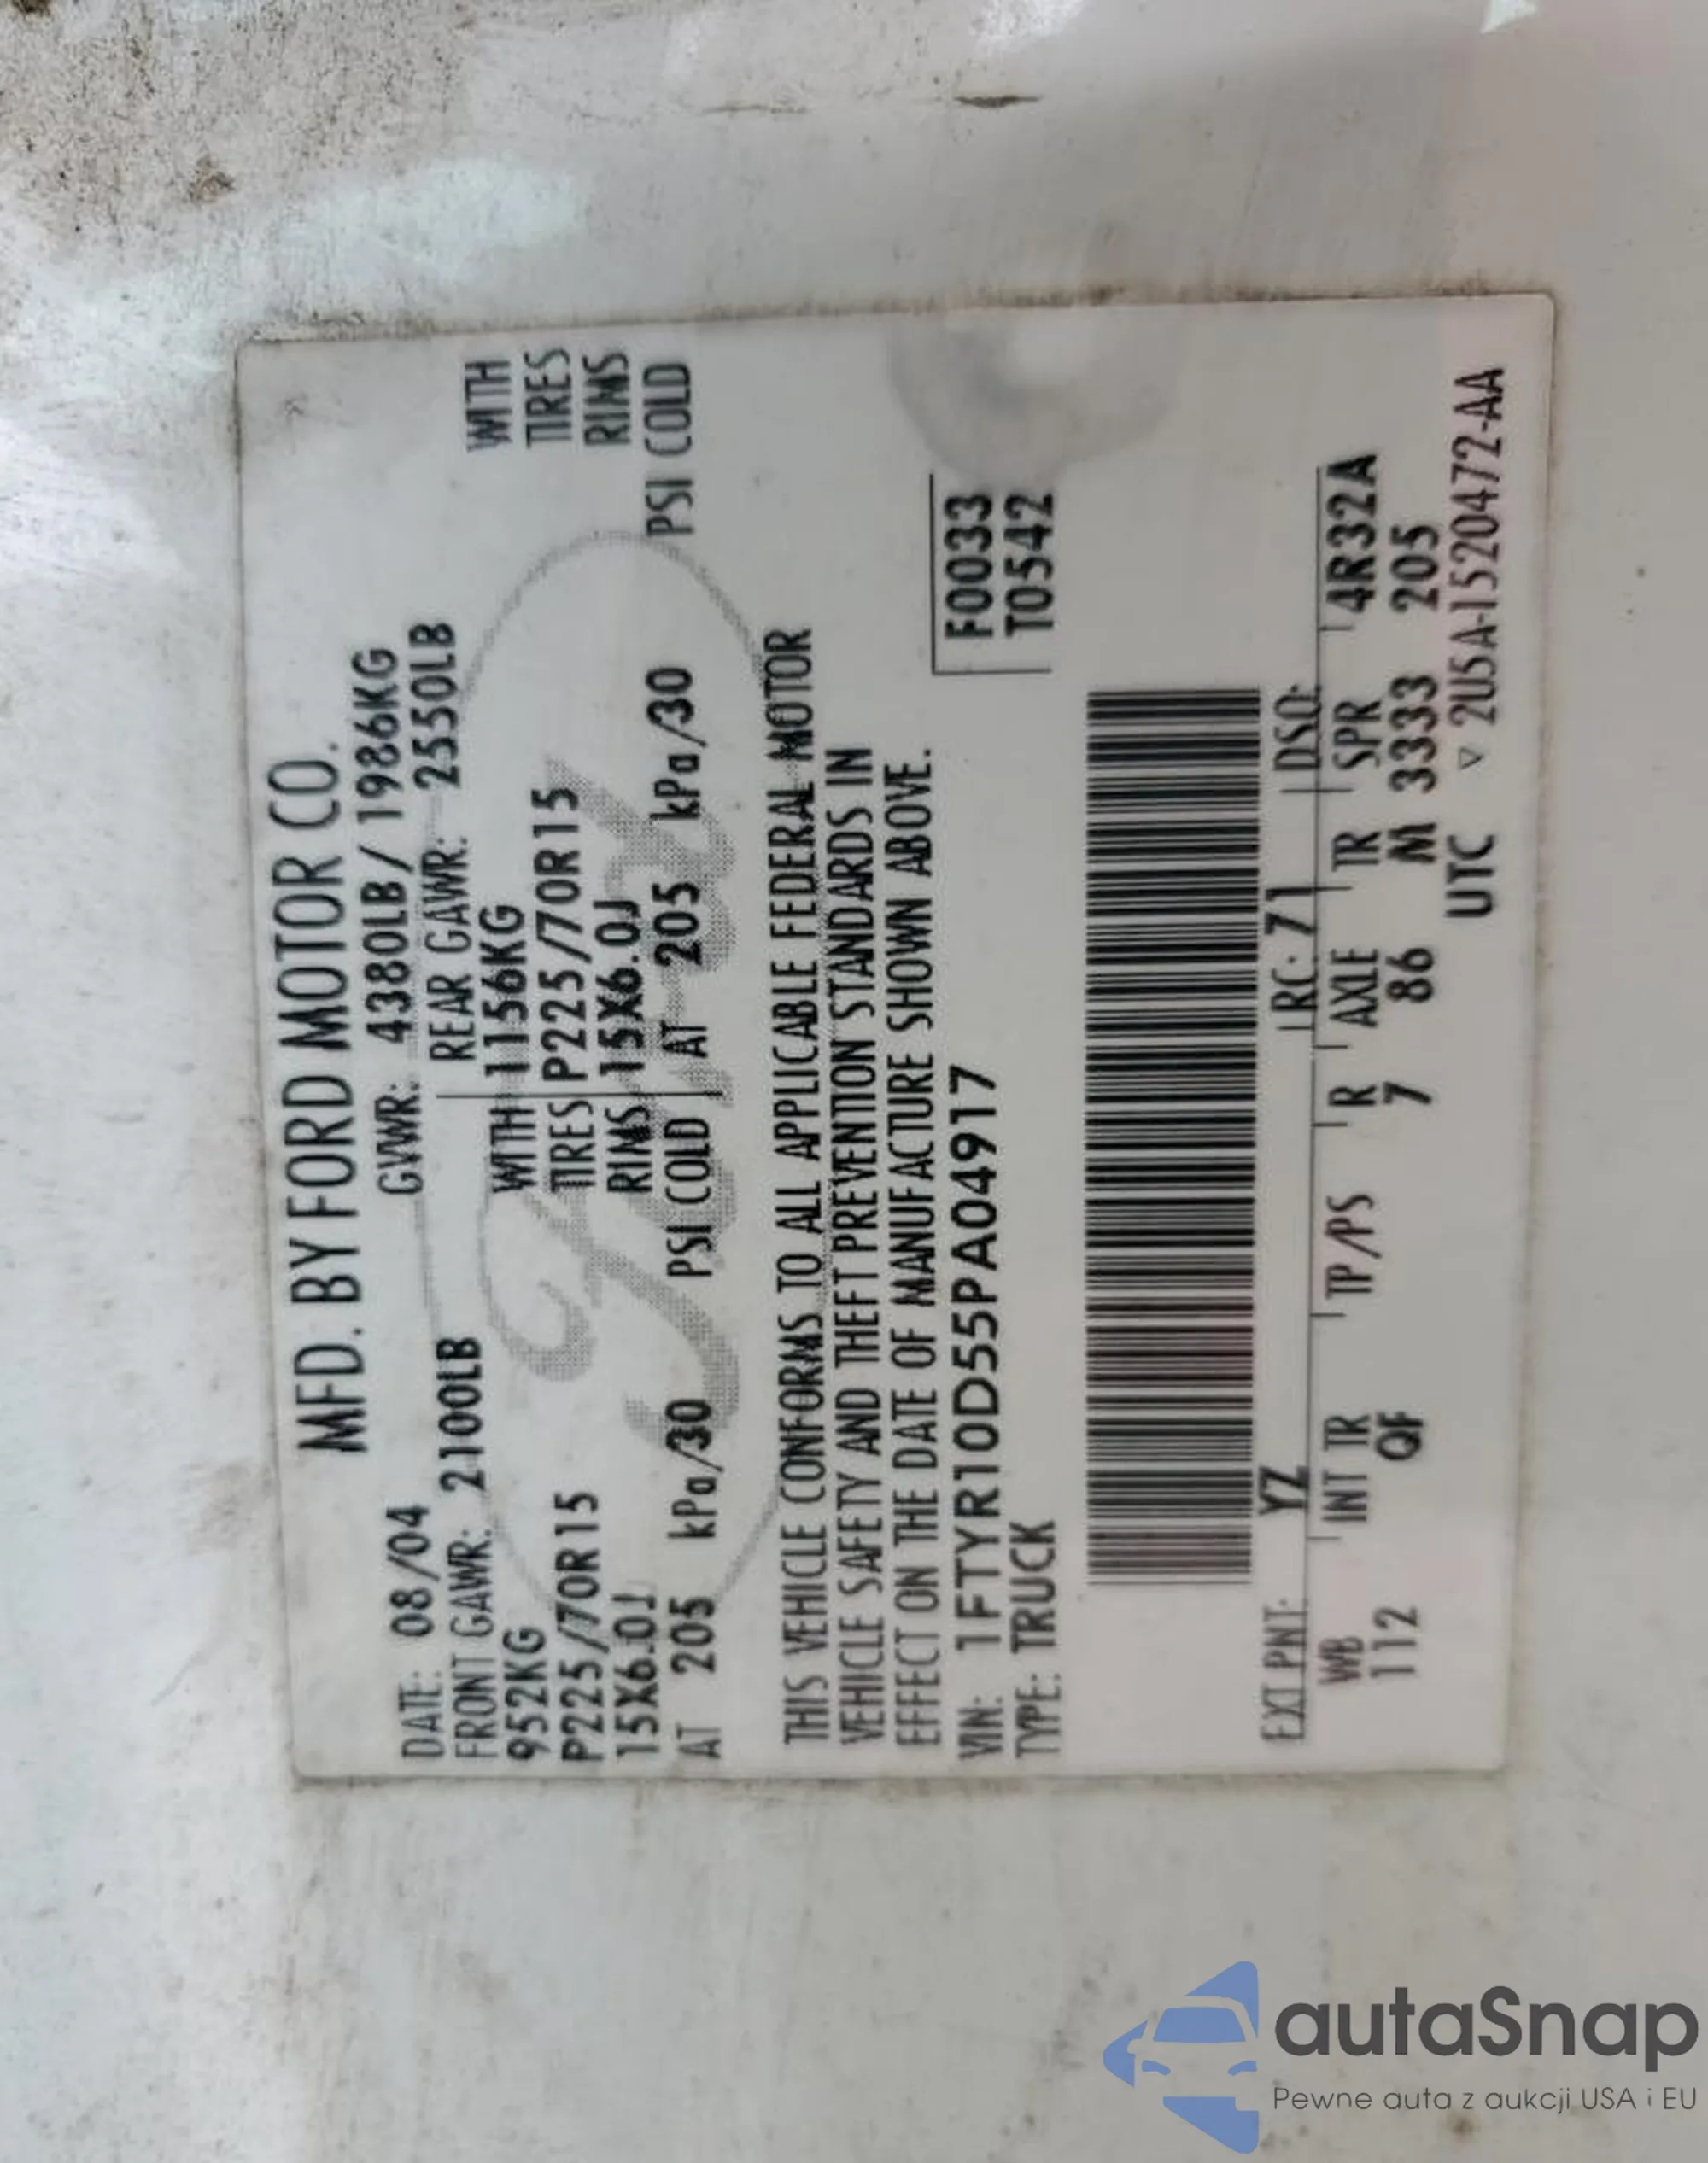 MFD. BY FORD MOTOR CO.
DATE: 08/04 GVWR: 4380LB/ 1986KG
FRONT GAWR: 2100LB REAR GAWR: 2550LB
952KG WITH 1156KG WITH
P225/70R15 TIRES P225/70R15 TIRES
15X6.0J RIMS 15X6.0J RIMS
AT 205 kPa/30 PSI COLD AT 205 kPa/30 PSI COLD
THIS VEHICLE CONFORMS TO ALL APPLICABLE FEDERAL MOTOR
VEHICLE SAFETY AND THEFT PREVENTION STANDARDS IN
EFFECT ON THE DATE OF MANUFACTURE SHOWN ABOVE.
VIN: 1FTYR10D55PA04917 F0033
TYPE: TRUCK T0542
EXT PNT: YZ RC: 71 DSO:
WB INT TR TP/PS R AXLE TR SPR 4R32A
112 QF 7 86 M 3333 205
UTC ▽ 2U5A-1520472-AA
autaSnap
Pewne auta z aukcji USA i EU